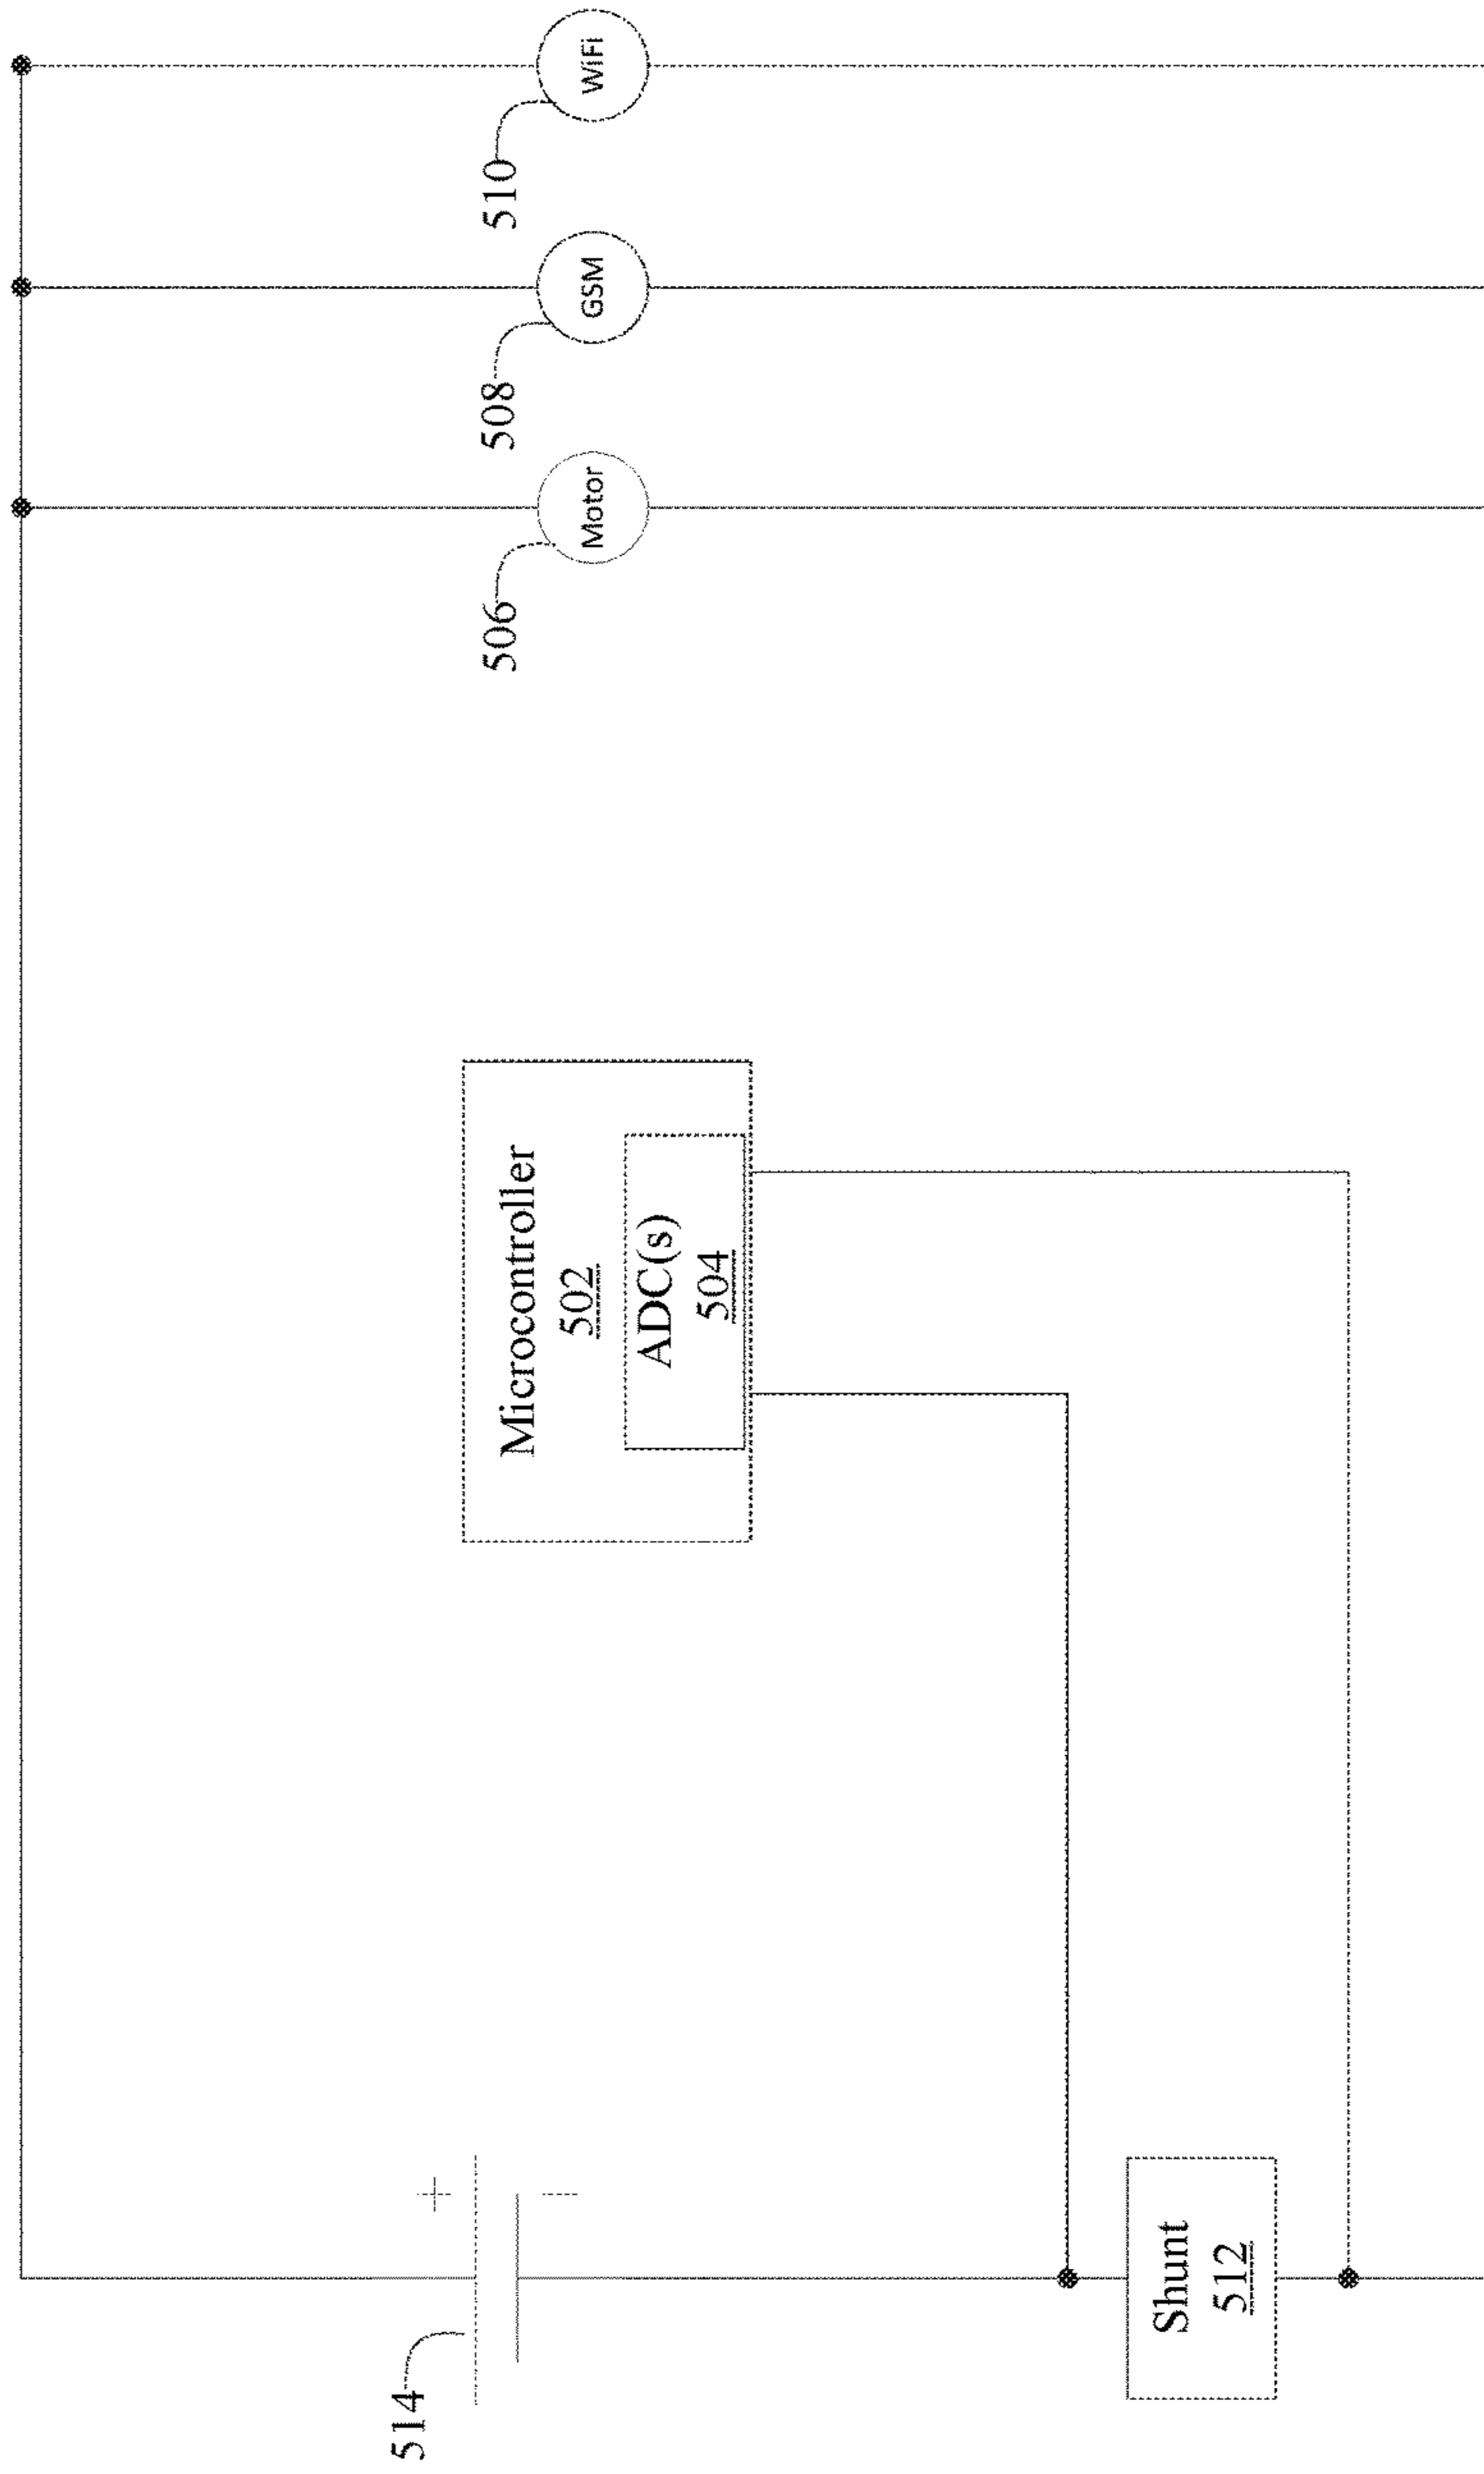 514
Shunt
512
Microcontroller
502
ADC(s)
504
506
Motor
508
GSM
510
WiFi
+
-